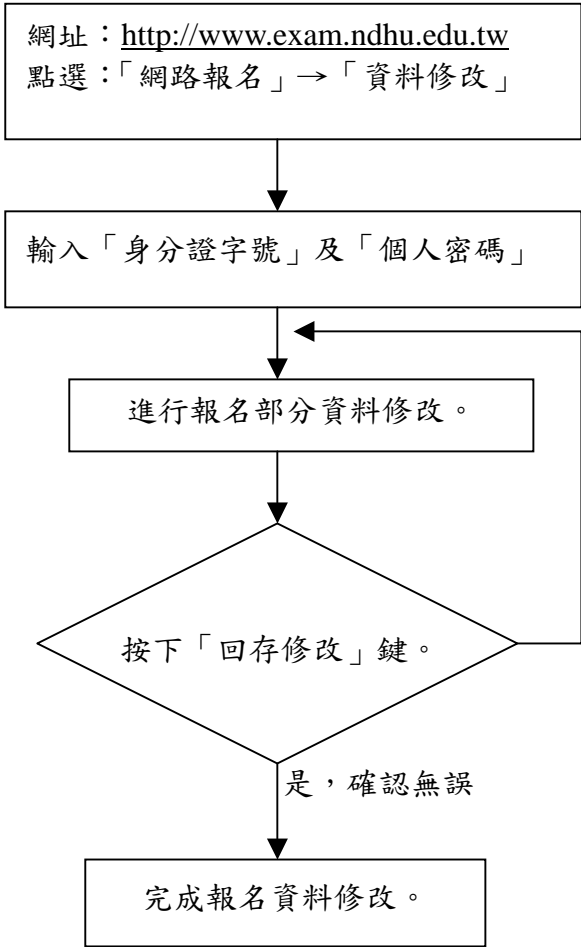 網址：http://www.exam.ndhu.edu.tw
點選：「網路報名」→「資料修改」
輸入「身分證字號」及「個人密碼」
進行報名部分資料修改。
按下「回存修改」鍵。
是，確認無誤
完成報名資料修改。